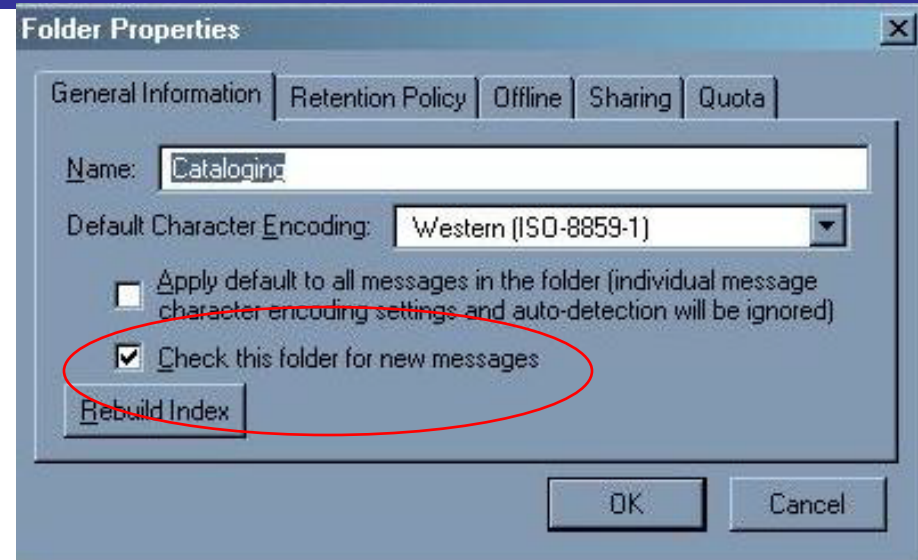 Folder Properties
General Information Retention Policy Offline Sharing Quota
Name: Cataloging
Default Character Encoding: Western (ISO-8859-1)
Apply default to all messages in the folder (individual message
character encoding settings and auto-detection will be ignored)
Check this folder for new messages
Rebuild Index
OK Cancel